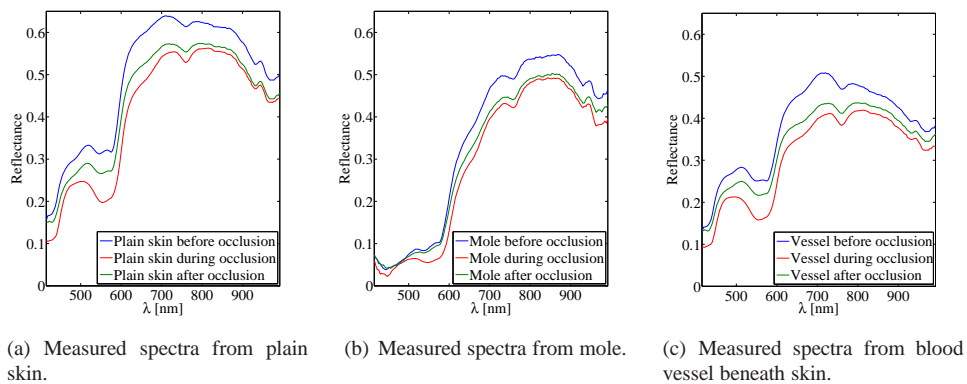 Reflectance
0.6
0.5
0.4
0.3
0.2
0.1
0
500 600 700 800 900
λ [nm]
Plain skin before occlusion
Plain skin during occlusion
Plain skin after occlusion
(a) Measured spectra from plain
skin.
Reflectance
0.6
0.5
0.4
0.3
0.2
0.1
0
500 600 700 800 900
λ [nm]
Mole before occlusion
Mole during occlusion
Mole after occlusion
(b) Measured spectra from mole.
Reflectance
0.6
0.5
0.4
0.3
0.2
0.1
0
500 600 700 800 900
λ [nm]
Vessel before occlusion
Vessel during occlusion
Vessel after occlusion
(c) Measured spectra from blood
vessel beneath skin.